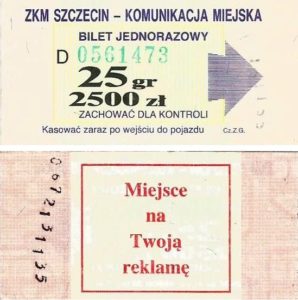 ZKM SZCZECIN – KOMUNIKACJA MIEJSKA
BILET JEDNORAZOWY
D 0561473
25 gr
2500 zł
ZACHOWAĆ DLA KONTROLI
Kasować zaraz po wejściu do pojazdu
Cz.Z.G.
Miejsce
na
Twoją
reklamę